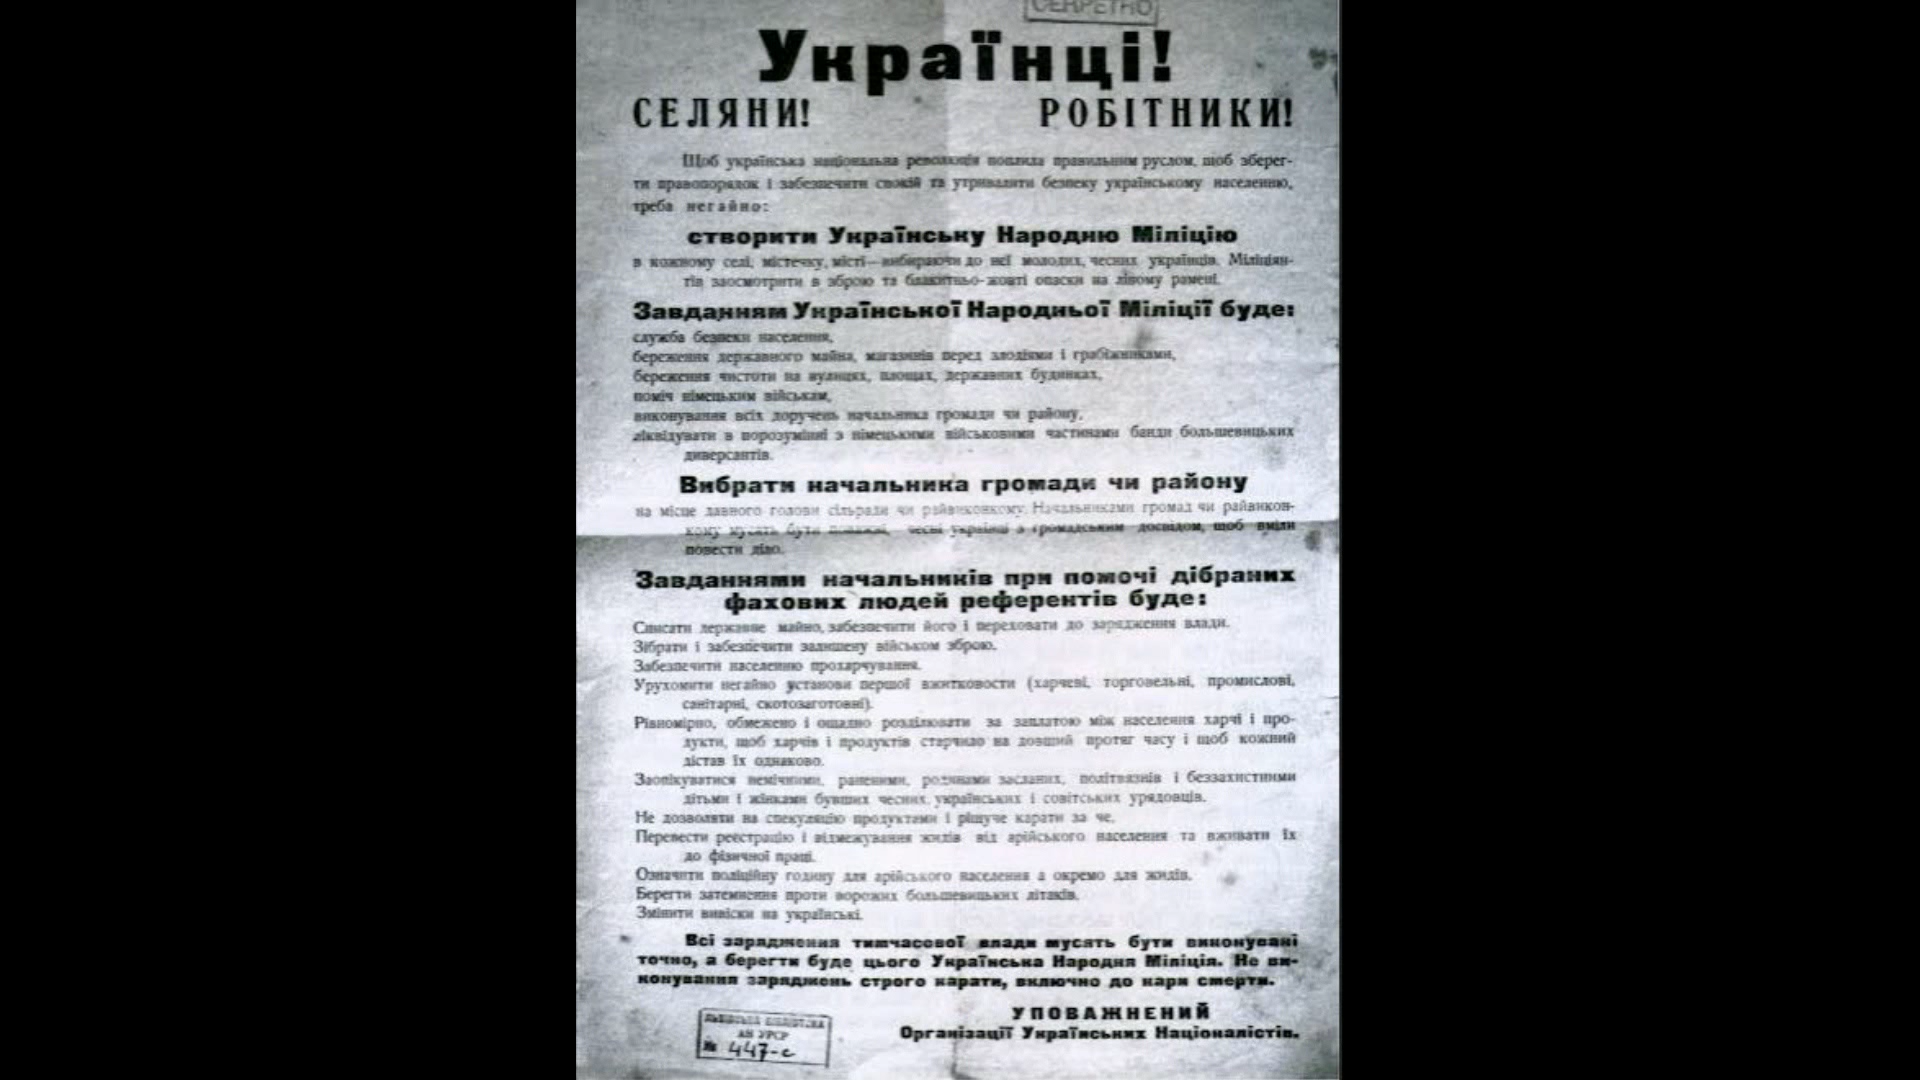 СЕКРЕТНО
Українці!
СЕЛЯНИ! РОБІТНИКИ!
Щоб українська національна революція поплила правильним руслом, щоб зберег-
ти правопорядок і забезпечити спокій та утривалити безпеку українському населенню,
треба негайно:
створити Українську Народню Міліцію
в кожному селі, містечку, місті—вибираючи до неї молодих, чесних українців. Міліціян-
тів заосмотрити в зброю та блакитньо-жовті опаски на лівому рамені.
Завданням Української Народньої Міліції буде:
служба безпеки населення,
береження державного майна, магазинів перед злодіями і грабіжниками,
береження чистоти на вулицях, площах, державних будинках,
поміч німецьким військам,
виконування всіх доручень начальника громади чи району,
ліквідувати в порозумінні з німецькими військовими частинами банди большевицьких
диверсантів.
Вибрати начальника громади чи району
на місце давного голови сільради чи райвиконкому. Начальниками громад чи райвикон-
кому мусять бути поважні, чесні українці з громадським досвідом, щоб вміли
повести діло.
Завданнями начальників при помочі дібраних
фахових людей референтів буде:
Списати державне майно, забезпечити його і переховати до зарядження влади.
Зібрати і забезпечити залишену військом зброю.
Забезпечити населенню прохарчування.
Урухомити негайно установи першої вжитковости (харчеві, торговельні, промислові,
санітарні, скотозаготовні).
Рівномірно, обмежено і ощадно розділювати за заплатою між населення харчі і про-
дукти, щоб харчів і продуктів старчило на довший протяг часу і щоб кожний
дістав їх однаково.
Заопікуватися немічними, раненими, родинами засланих, політвязнів і беззахистними
дітьми і жінками бувших чесних, українських і совітських урядовців.
Не дозволяти на спекуляцію продуктами і рішуче карати за че.
Перевести реєстрацію і відмежування жидів від арійського населення та вживати їх
до фізичної праці.
Означити поліційну годину для арійського населення а окремо для жидів.
Берегти затемнення проти ворожих большевицьких літаків.
Змінити вивіски на українські.
Всі зарядження тимчасової влади мусять бути виконувані
точно, а берегти буде цього Українська Народня Міліція. Не ви-
конування заряджень строго карати, включно до кари смерти.
УПОВАЖНЕНИЙ
Організації Українських Націоналістів.
ЛЬВІВСЬКА БІБЛІОТЕКА
АН УРСР
№ 447-с